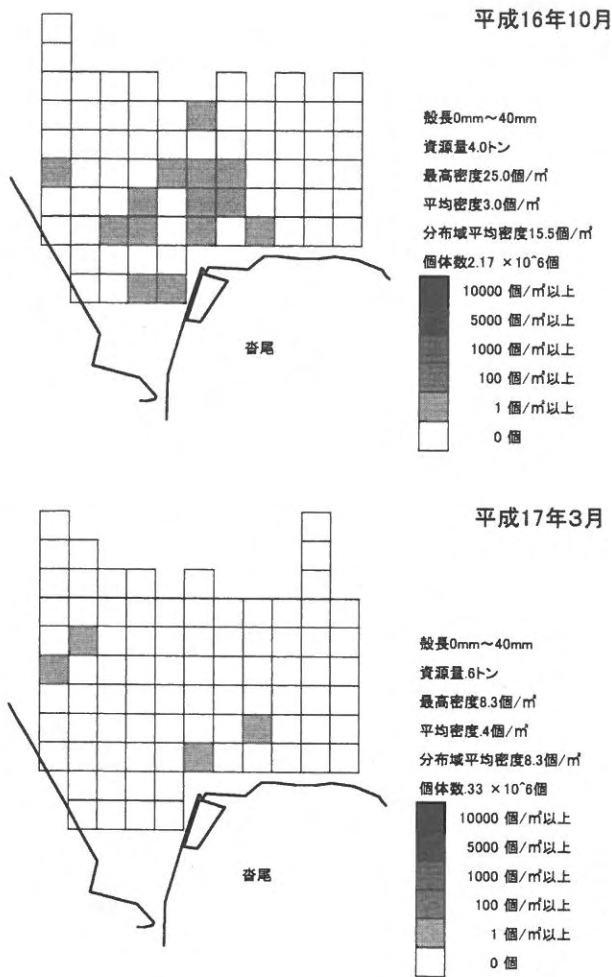 平成16年10月
殻長0mm～40mm
資源量4.0トン
最高密度25.0個/㎡
平均密度3.0個/㎡
分布域平均密度15.5個/㎡
個体数2.17 ×10^6個
10000 個/㎡以上
5000 個/㎡以上
1000 個/㎡以上
100 個/㎡以上
1 個/㎡以上
0 個
沓尾
平成17年3月
殻長0mm～40mm
資源量.6トン
最高密度8.3個/㎡
平均密度.4個/㎡
分布域平均密度8.3個/㎡
個体数.33 ×10^6個
10000 個/㎡以上
5000 個/㎡以上
1000 個/㎡以上
100 個/㎡以上
1 個/㎡以上
0 個
沓尾